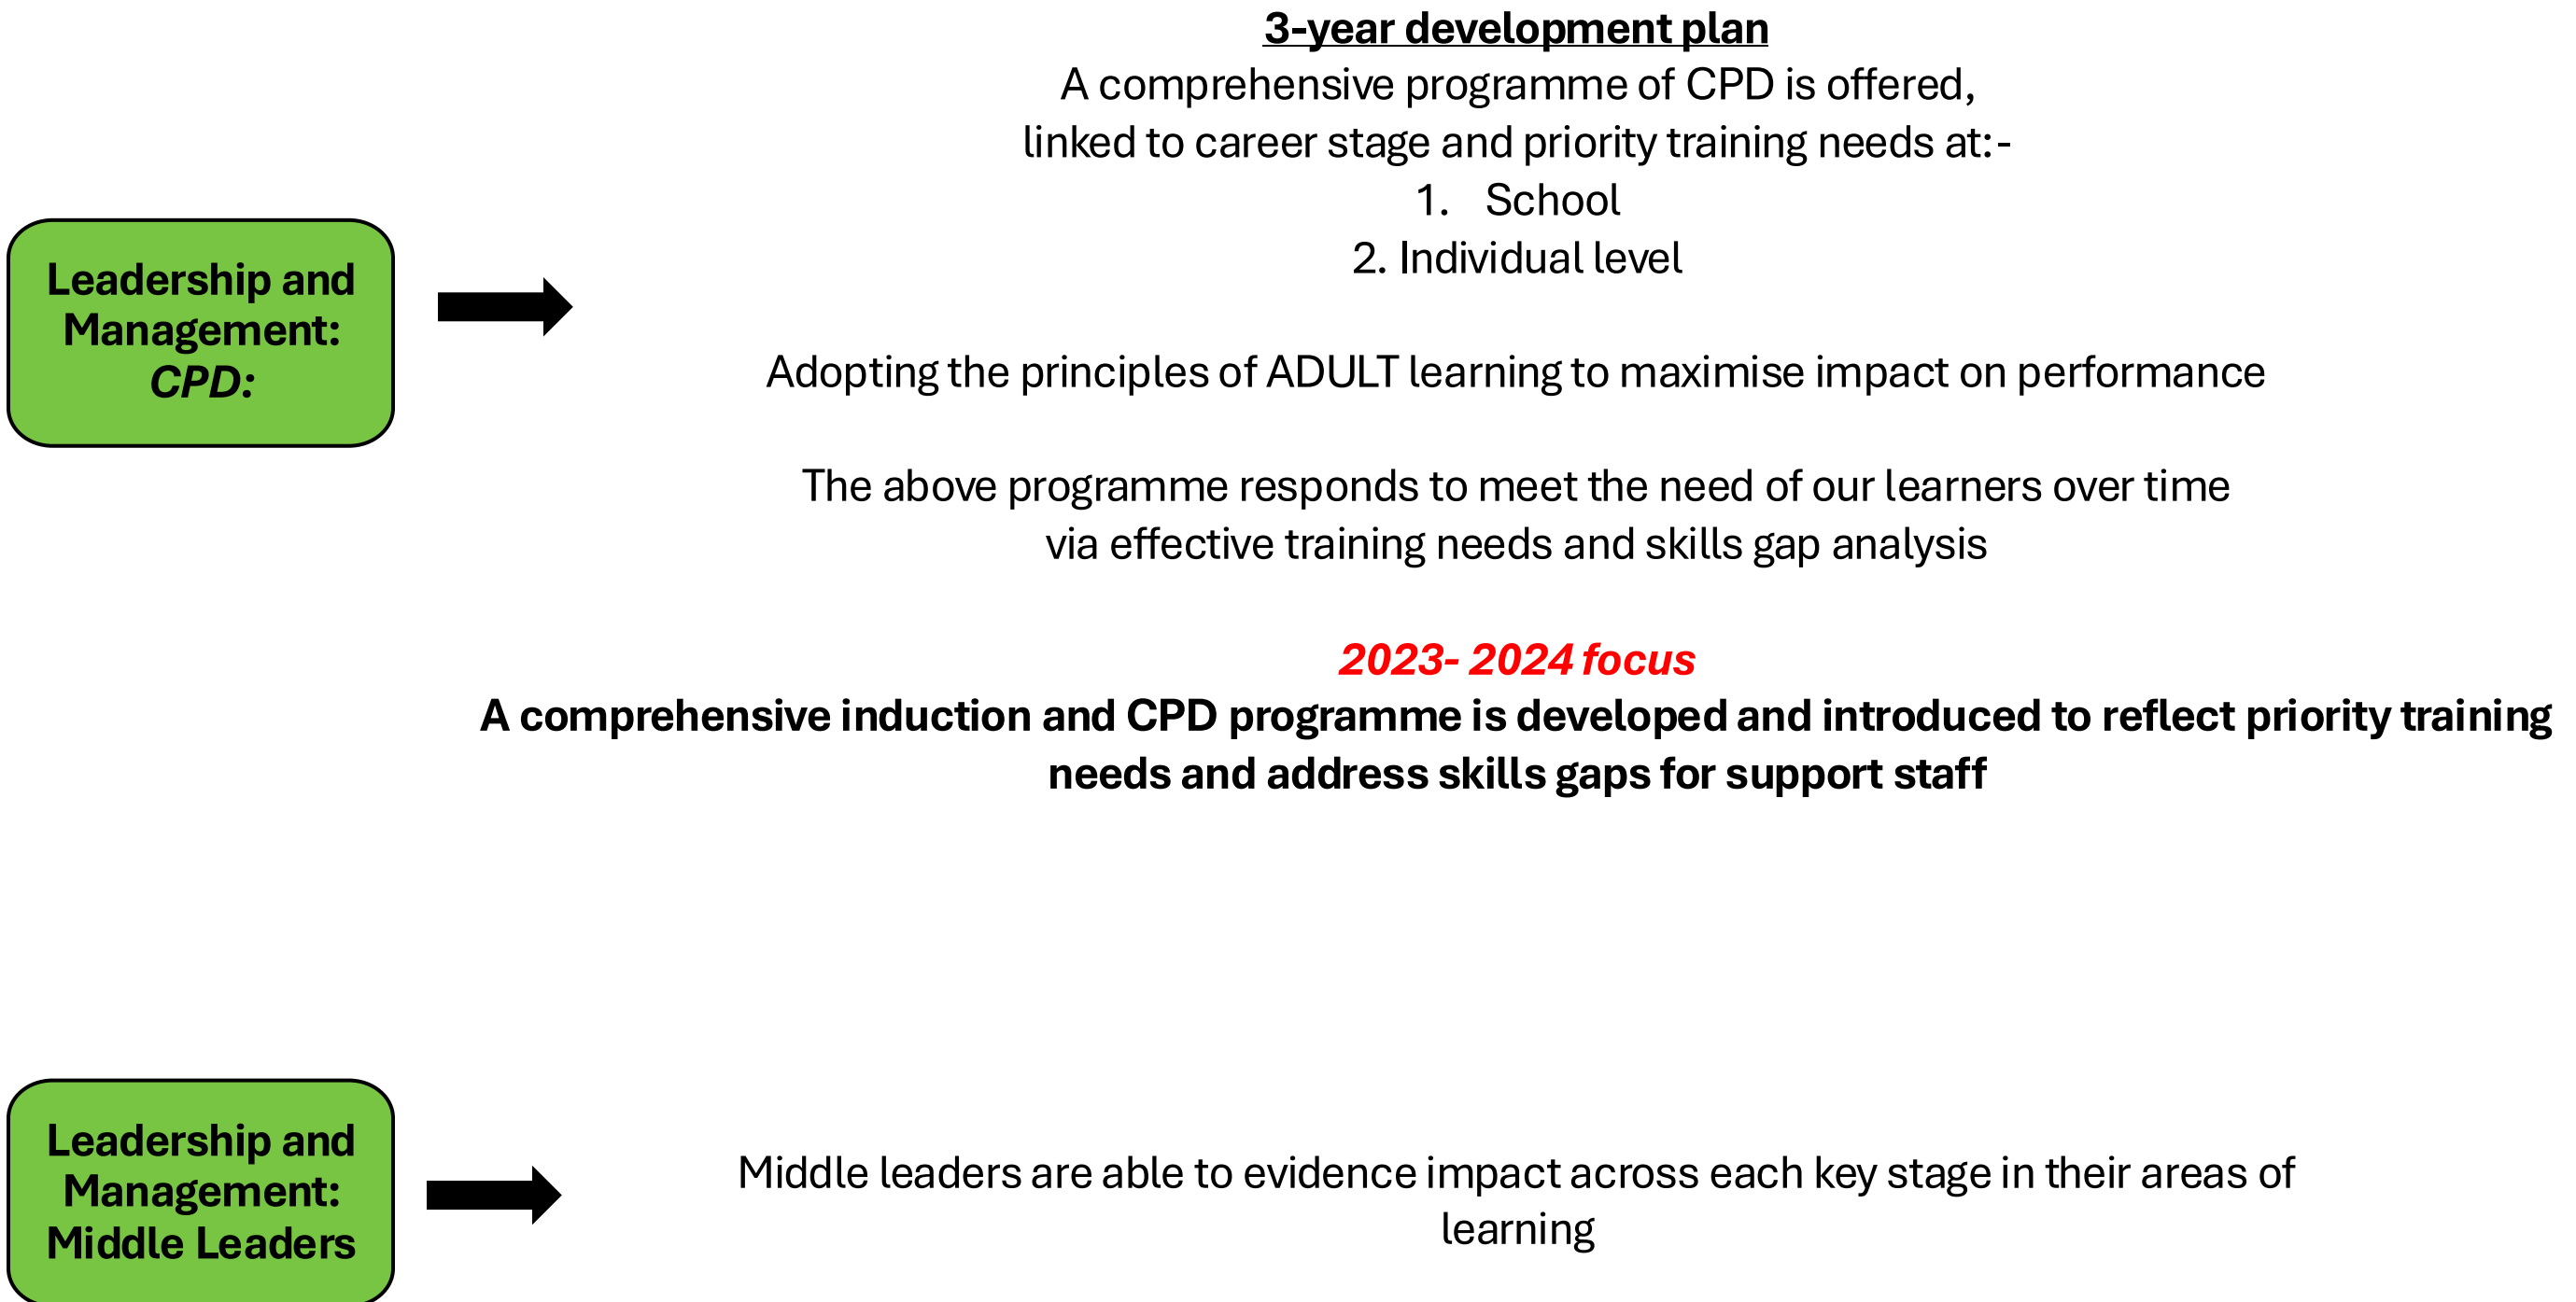 3-year development plan
A comprehensive programme of CPD is offered,
linked to career stage and priority training needs at:-
1. School
2. Individual level
Leadership and
Management:
CPD:
Adopting the principles of ADULT learning to maximise impact on performance
The above programme responds to meet the need of our learners over time
via effective training needs and skills gap analysis
2023- 2024 focus
A comprehensive induction and CPD programme is developed and introduced to reflect priority training
needs and address skills gaps for support staff
Leadership and
Management:
Middle Leaders
Middle leaders are able to evidence impact across each key stage in their areas of
learning